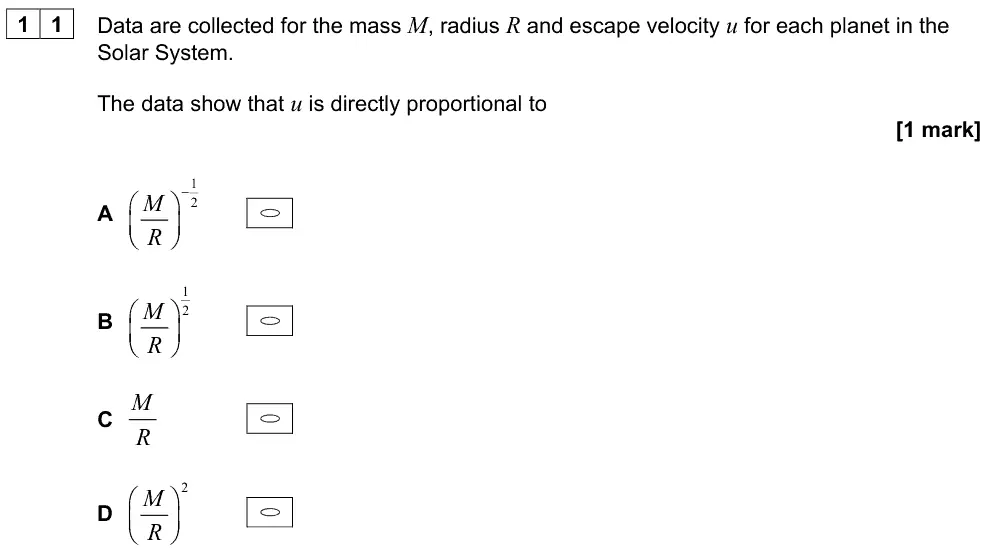 1 1 Data are collected for the mass M, radius R and escape velocity u for each planet in the
Solar System.
The data show that u is directly proportional to
[1 mark]
A (M/R)^(-1/2)
B (M/R)^(1/2)
C M/R
D (M/R)^2